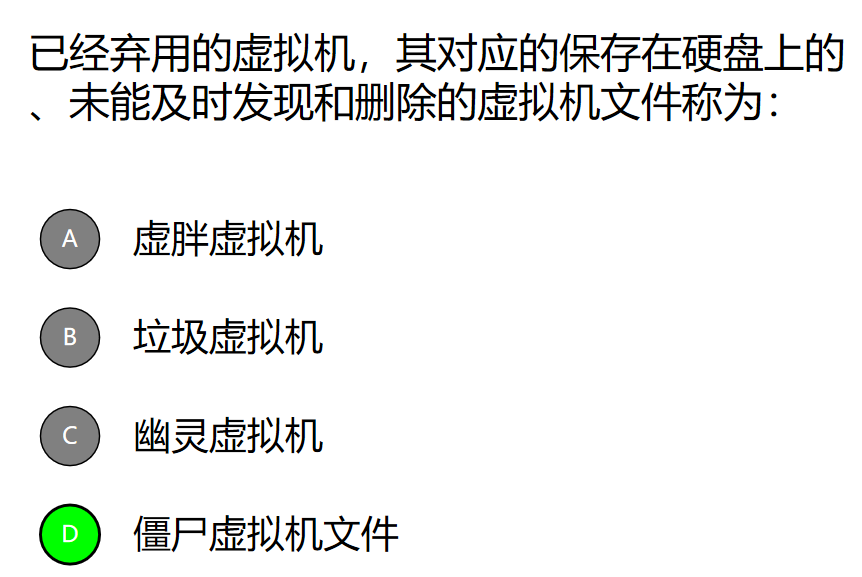 已经弃用的虚拟机，其对应的保存在硬盘上的
、未能及时发现和删除的虚拟机文件称为：
A 虚胖虚拟机
B 垃圾虚拟机
C 幽灵虚拟机
D 僵尸虚拟机文件